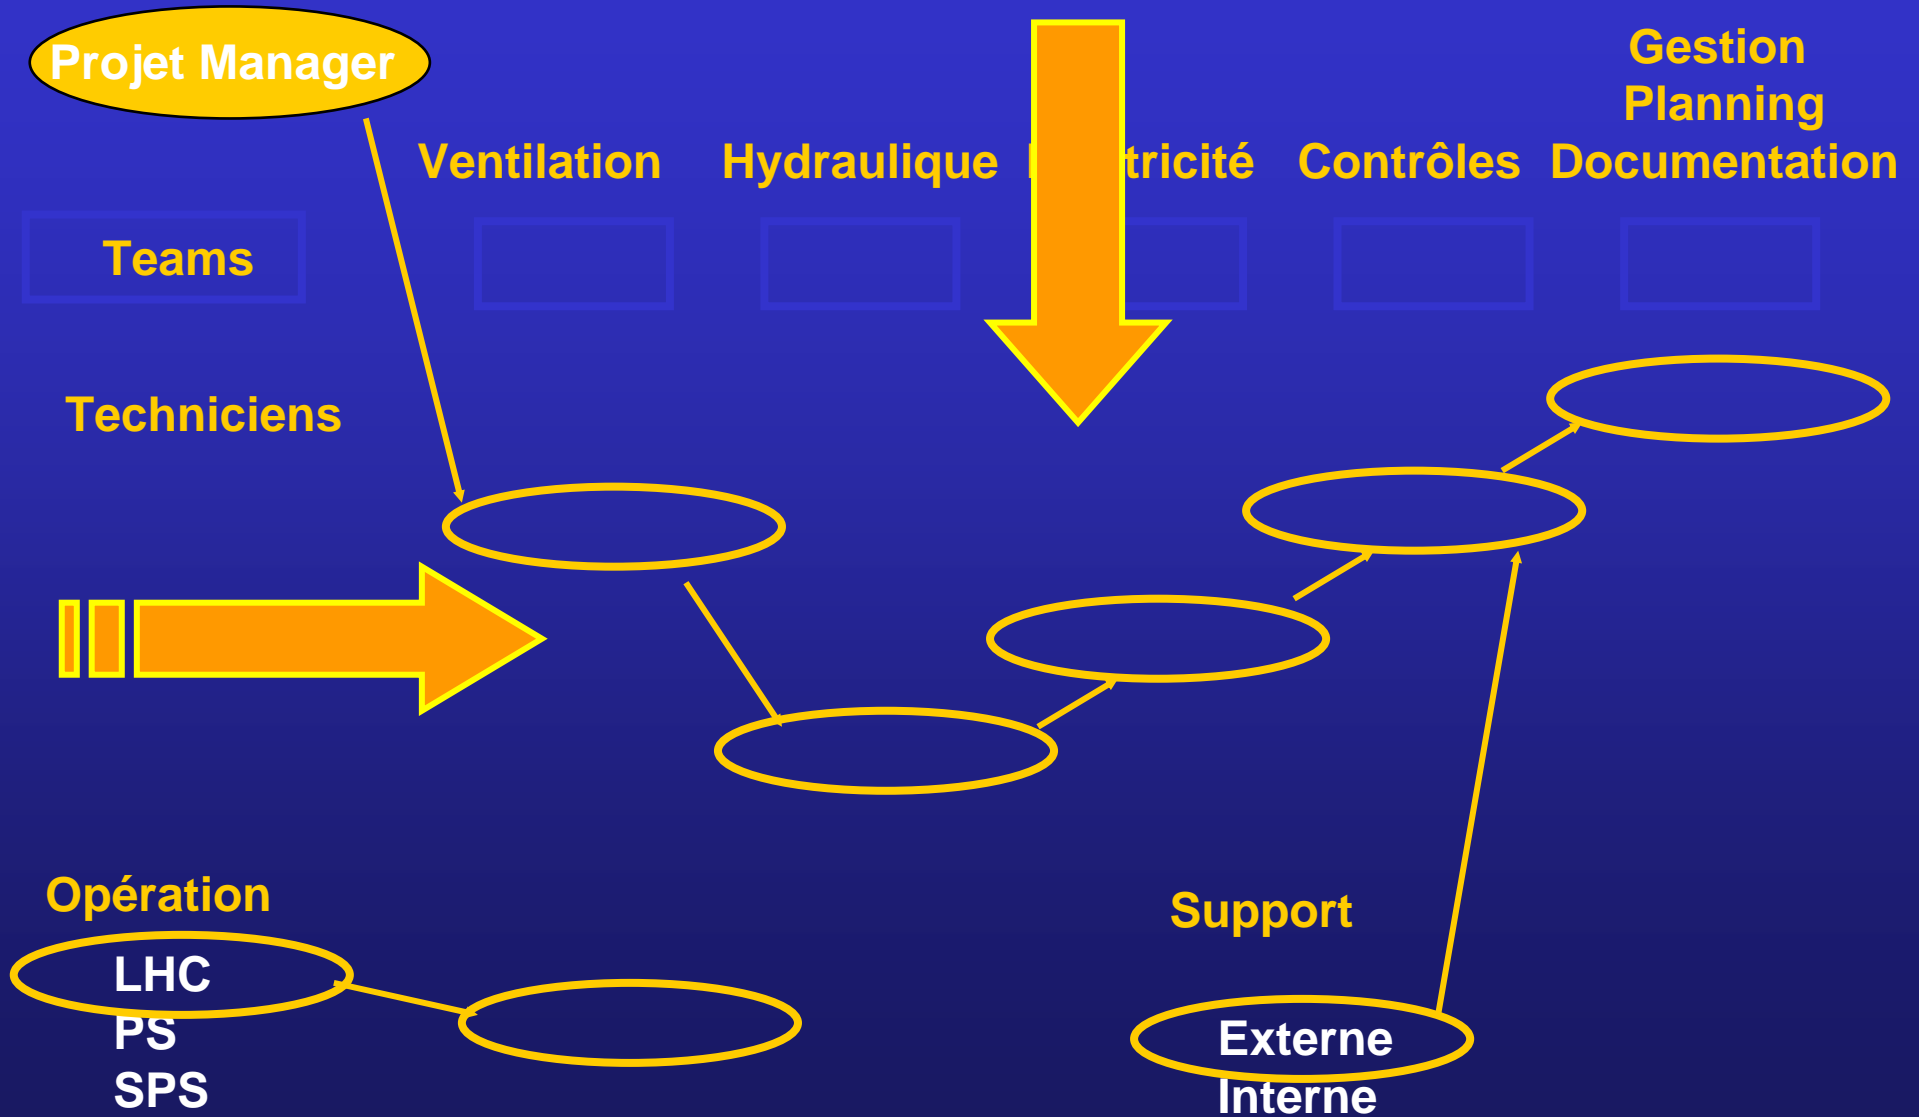 Projet Manager
Gestion
Planning
Ventilation Hydraulique tricité Contrôles Documentation
Teams
Techniciens
Opération
Support
LHC
PS
SPS
Externe
Interne